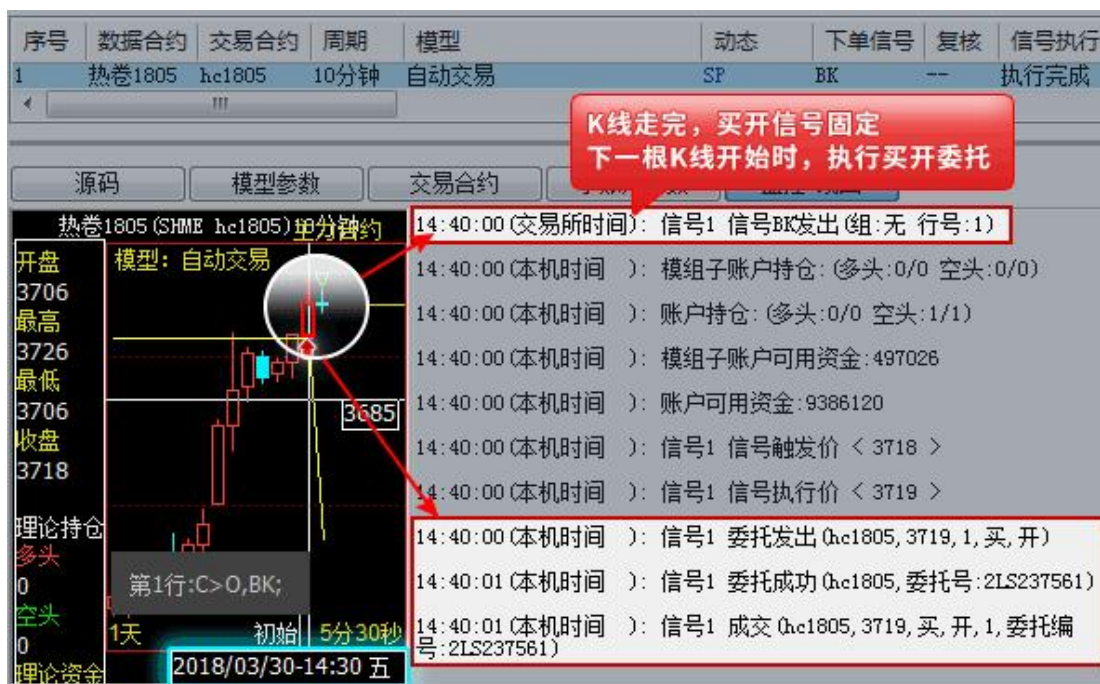 序号 数据合约 交易合约 周期 模型 动态 下单信号 复核 信号执行
1 热卷1805 hc1805 10分钟 自动交易 SP BK -- 执行完成
K线走完，买开信号固定
下一根K线开始时，执行买开委托
源码 模型参数 交易合约
热卷1805(SHME hc1805)10分钟
开盘
3706
最高
3726
最低
3706
收盘
3718
理论持仓
多头
0
空头
0
理论资金
模型：自动交易
3685
第1行:C>O,BK;
1天 初始 5分30秒
2018/03/30-14:30 五
14:40:00(交易所时间): 信号1 信号BK发出(组:无 行号:1)
14:40:00(本机时间 ): 模组子账户持仓:(多头:0/0 空头:0/0)
14:40:00(本机时间 ): 账户持仓:(多头:0/0 空头:1/1)
14:40:00(本机时间 ): 模组子账户可用资金:497026
14:40:00(本机时间 ): 账户可用资金:9386120
14:40:00(本机时间 ): 信号1 信号触发价 < 3718 >
14:40:00(本机时间 ): 信号1 信号执行价 < 3719 >
14:40:00(本机时间 ): 信号1 委托发出(hc1805,3719,1,买,开)
14:40:01(本机时间 ): 信号1 委托成功(hc1805,委托号:2LS237561)
14:40:01(本机时间 ): 信号1 成交(hc1805,3719,买,开,1,委托编
号:2LS237561)